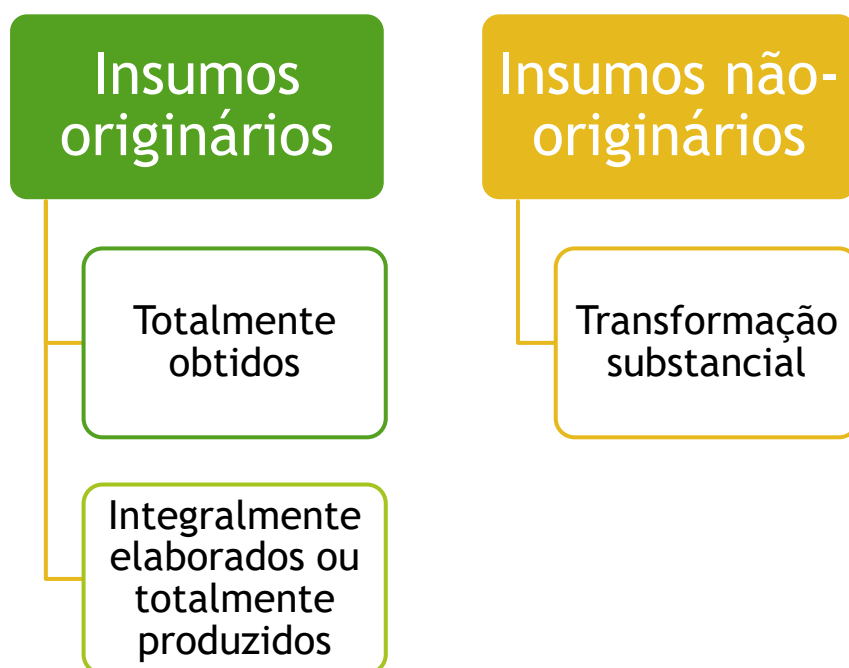 Insumos
originários
Totalmente
obtidos
Integralmente
elaborados ou
totalmente
produzidos
Insumos não-
originários
Transformação
substancial